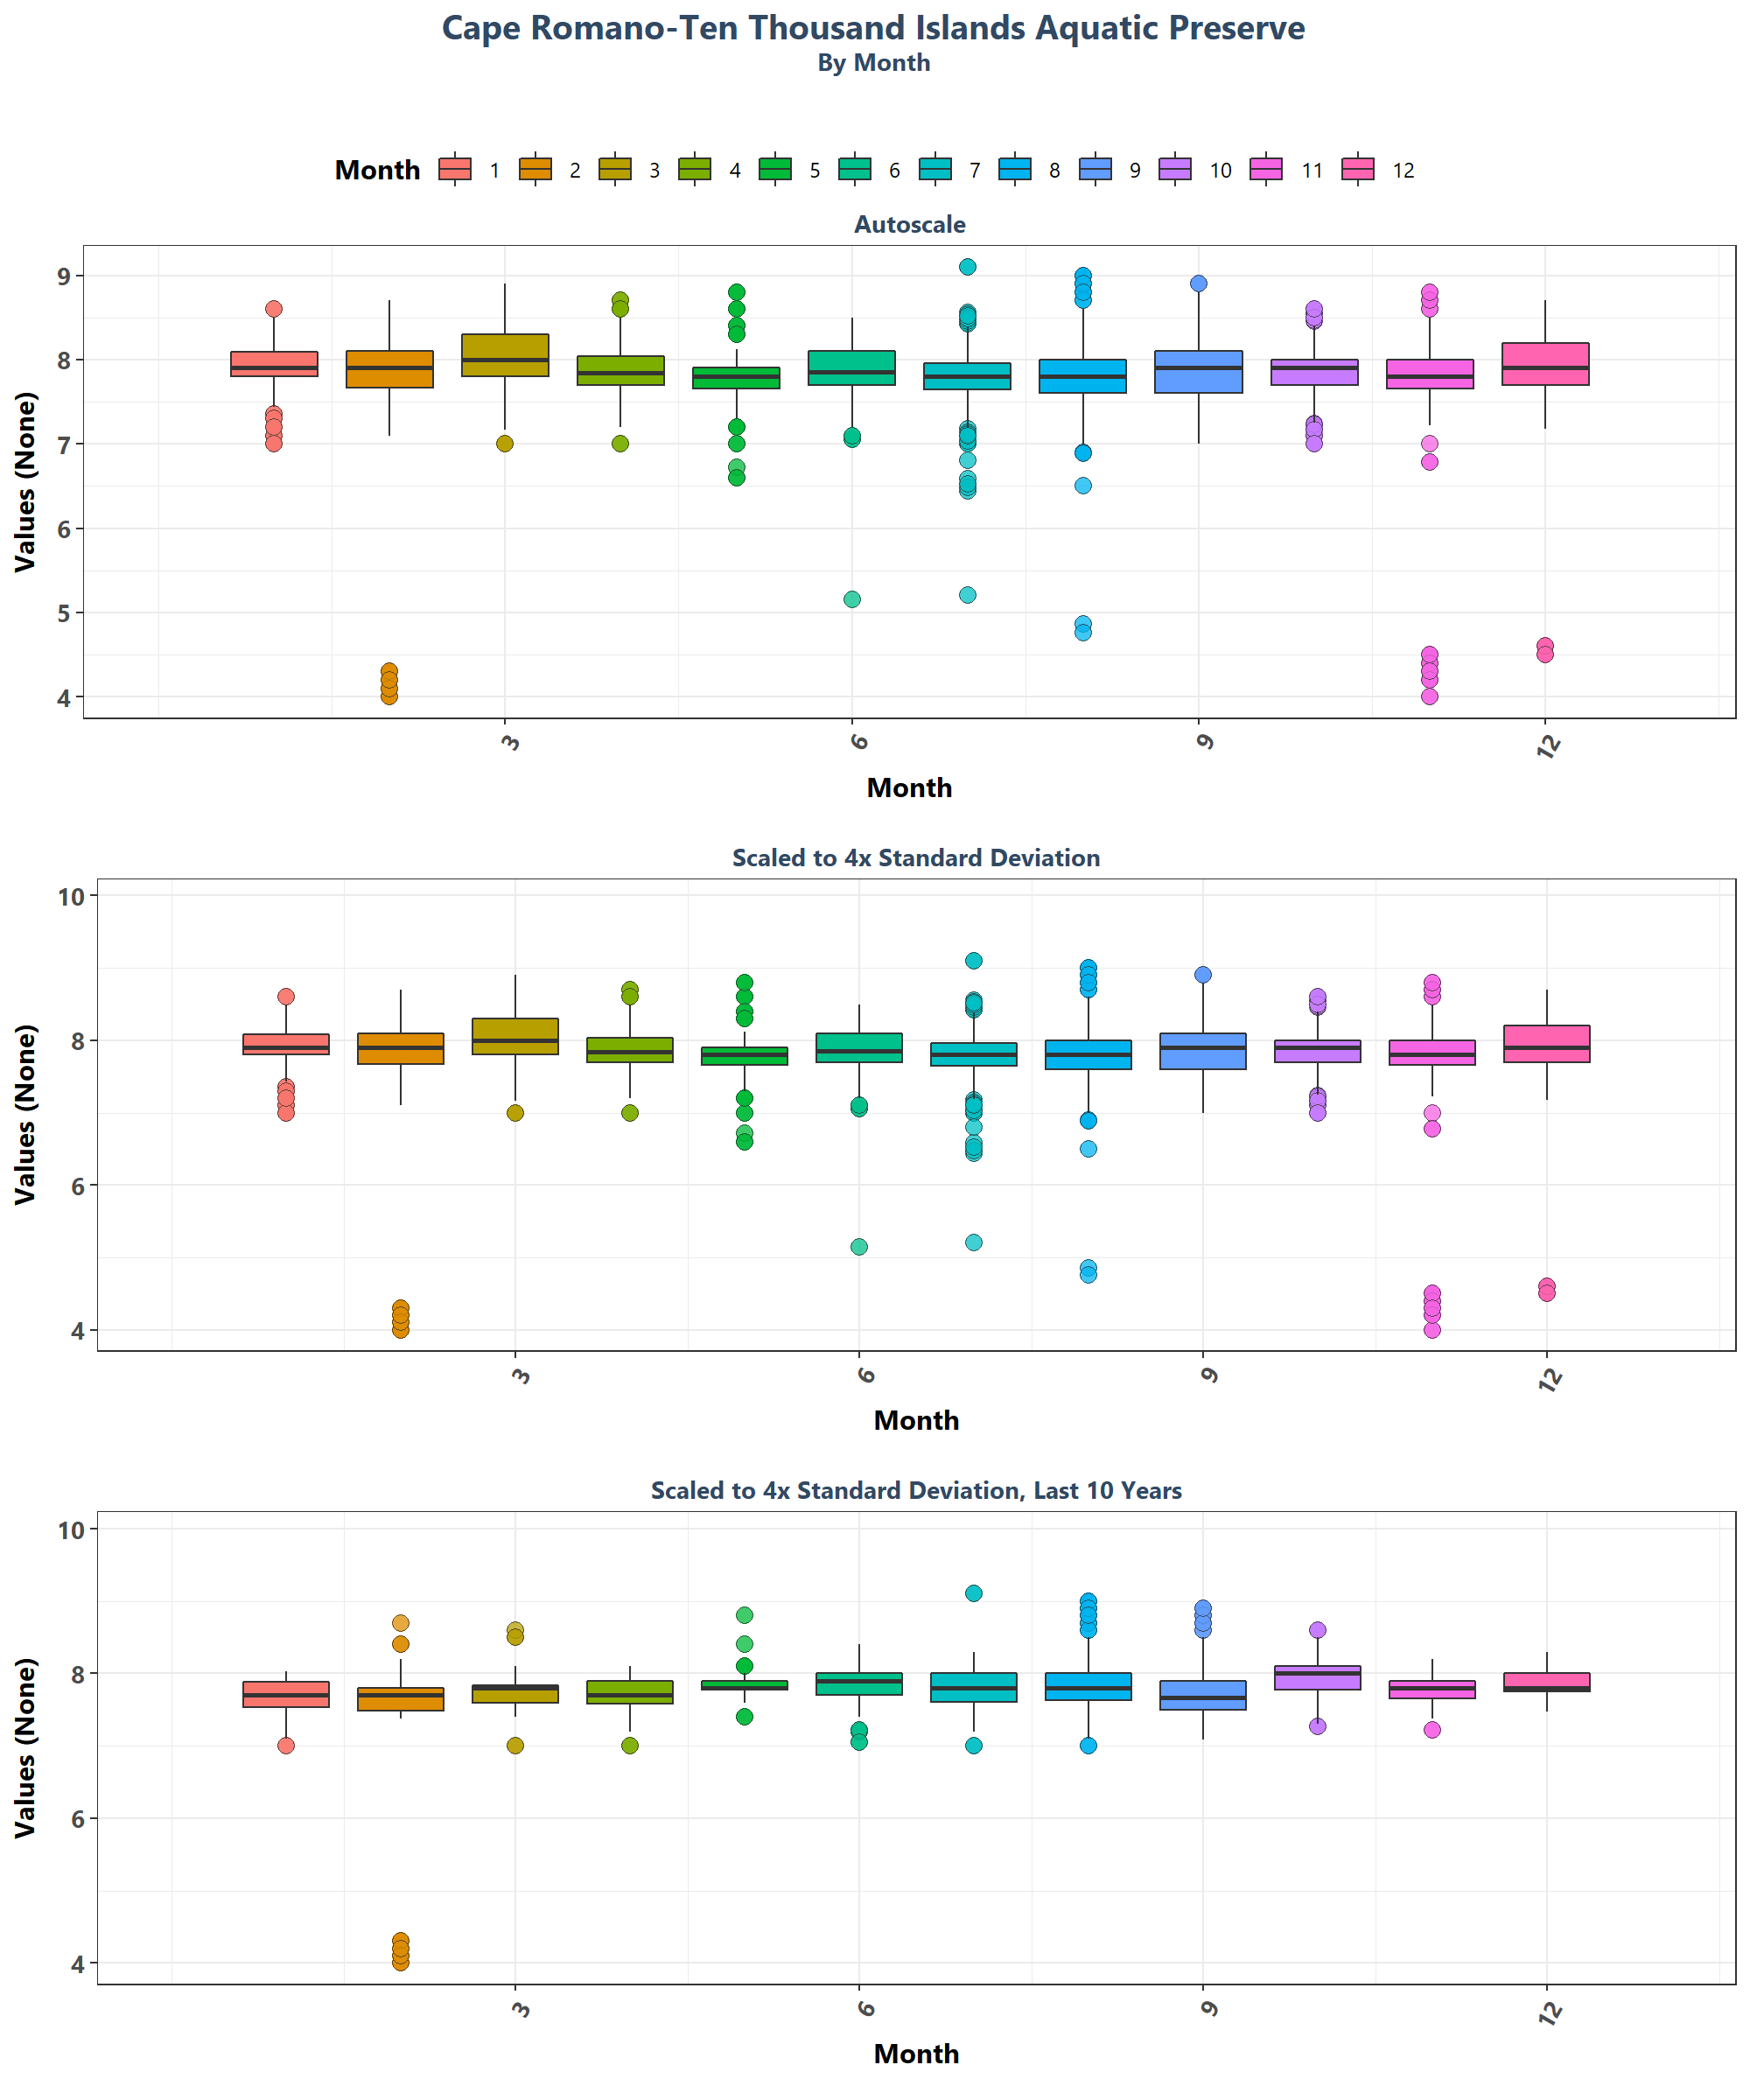 Cape Romano-Ten Thousand Islands Aquatic Preserve
By Month
Month 1 2 3 4 5 6 7 8 9 10 11 12
Autoscale
Values (None)
9
8
7
6
5
4
3 6 9 12
Month
Scaled to 4x Standard Deviation
Values (None)
10
8
6
4
3 6 9 12
Month
Scaled to 4x Standard Deviation, Last 10 Years
Values (None)
10
8
6
4
3 6 9 12
Month